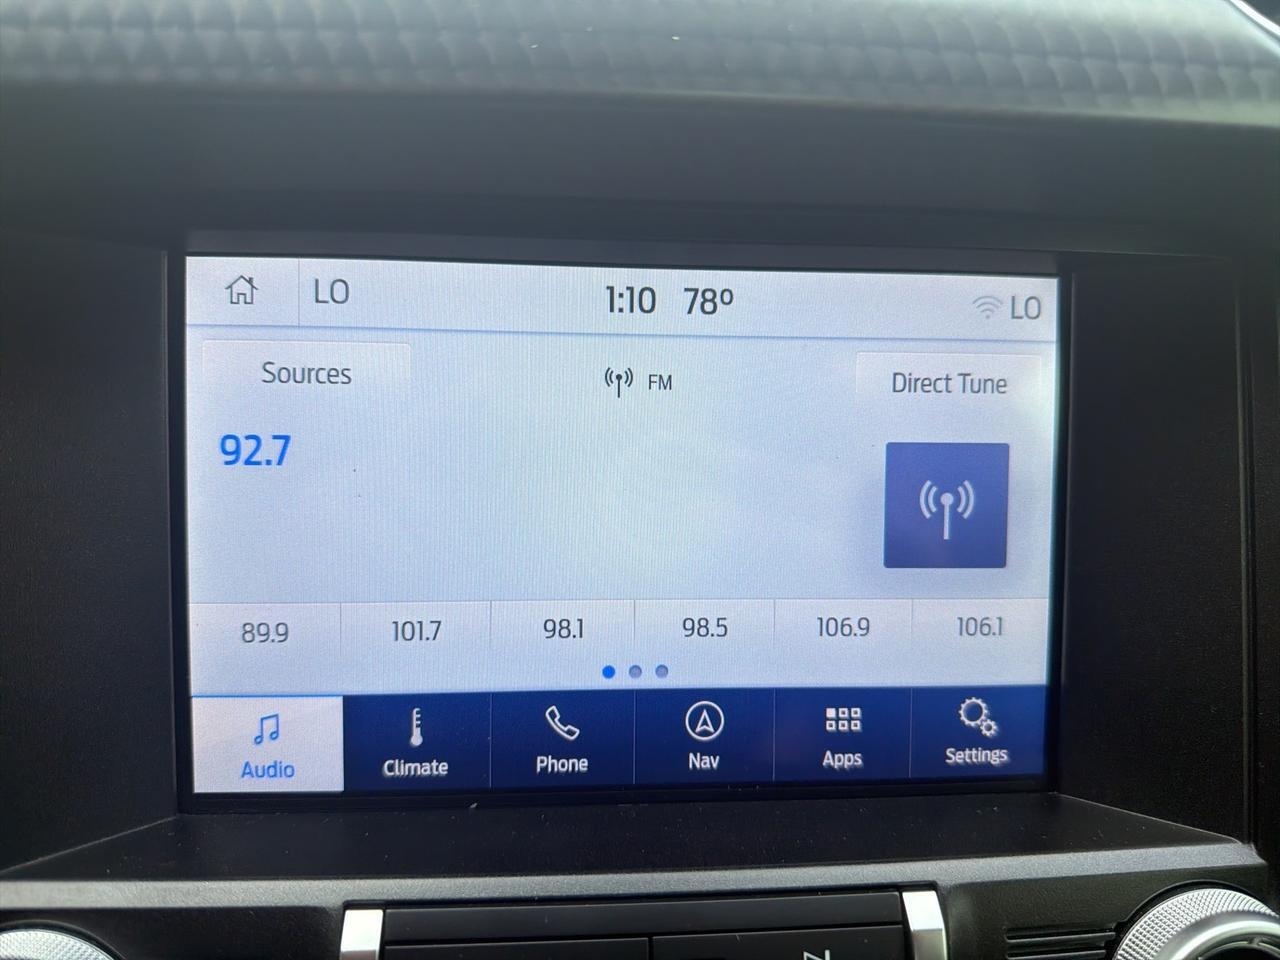 LO 1:10 78° LO
Sources FM Direct Tune
92.7
89.9 101.7 98.1 98.5 106.9 106.1
Audio Climate Phone Nav Apps Settings